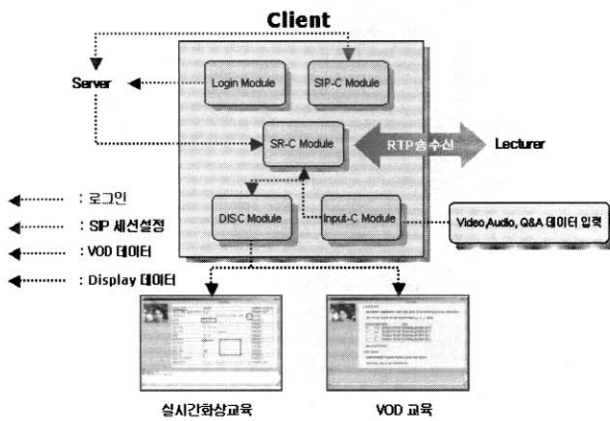 Client
Server
Login Module
SIP-C Module
SR-C Module
RTP송수신
Lecturer
: 로그인
: SIP 세션설정
: VOD 데이터
: Display 데이터
DISC Module
Input-C Module
Video,Audio, Q&A 데이터 입력
실시간화상교육
VOD 교육